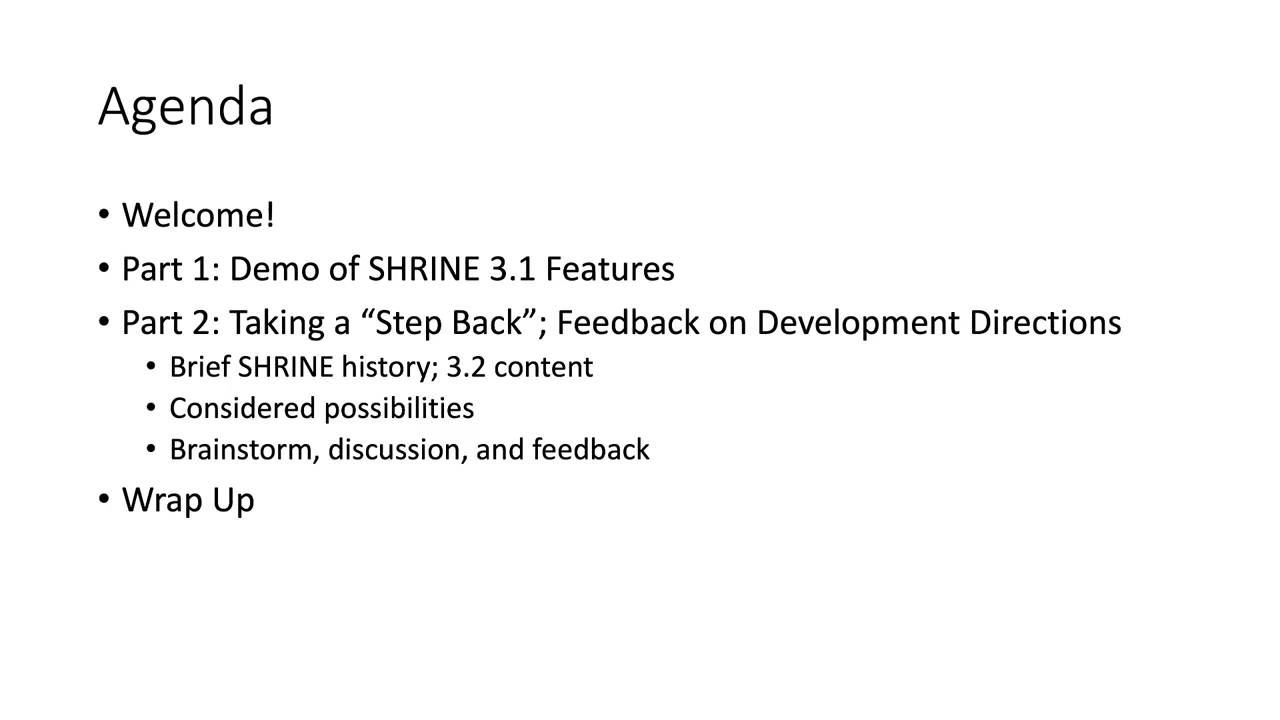 Agenda
• Welcome!
• Part 1: Demo of SHRINE 3.1 Features
• Part 2: Taking a “Step Back”; Feedback on Development Directions
• Brief SHRINE history; 3.2 content
• Considered possibilities
• Brainstorm, discussion, and feedback
• Wrap Up